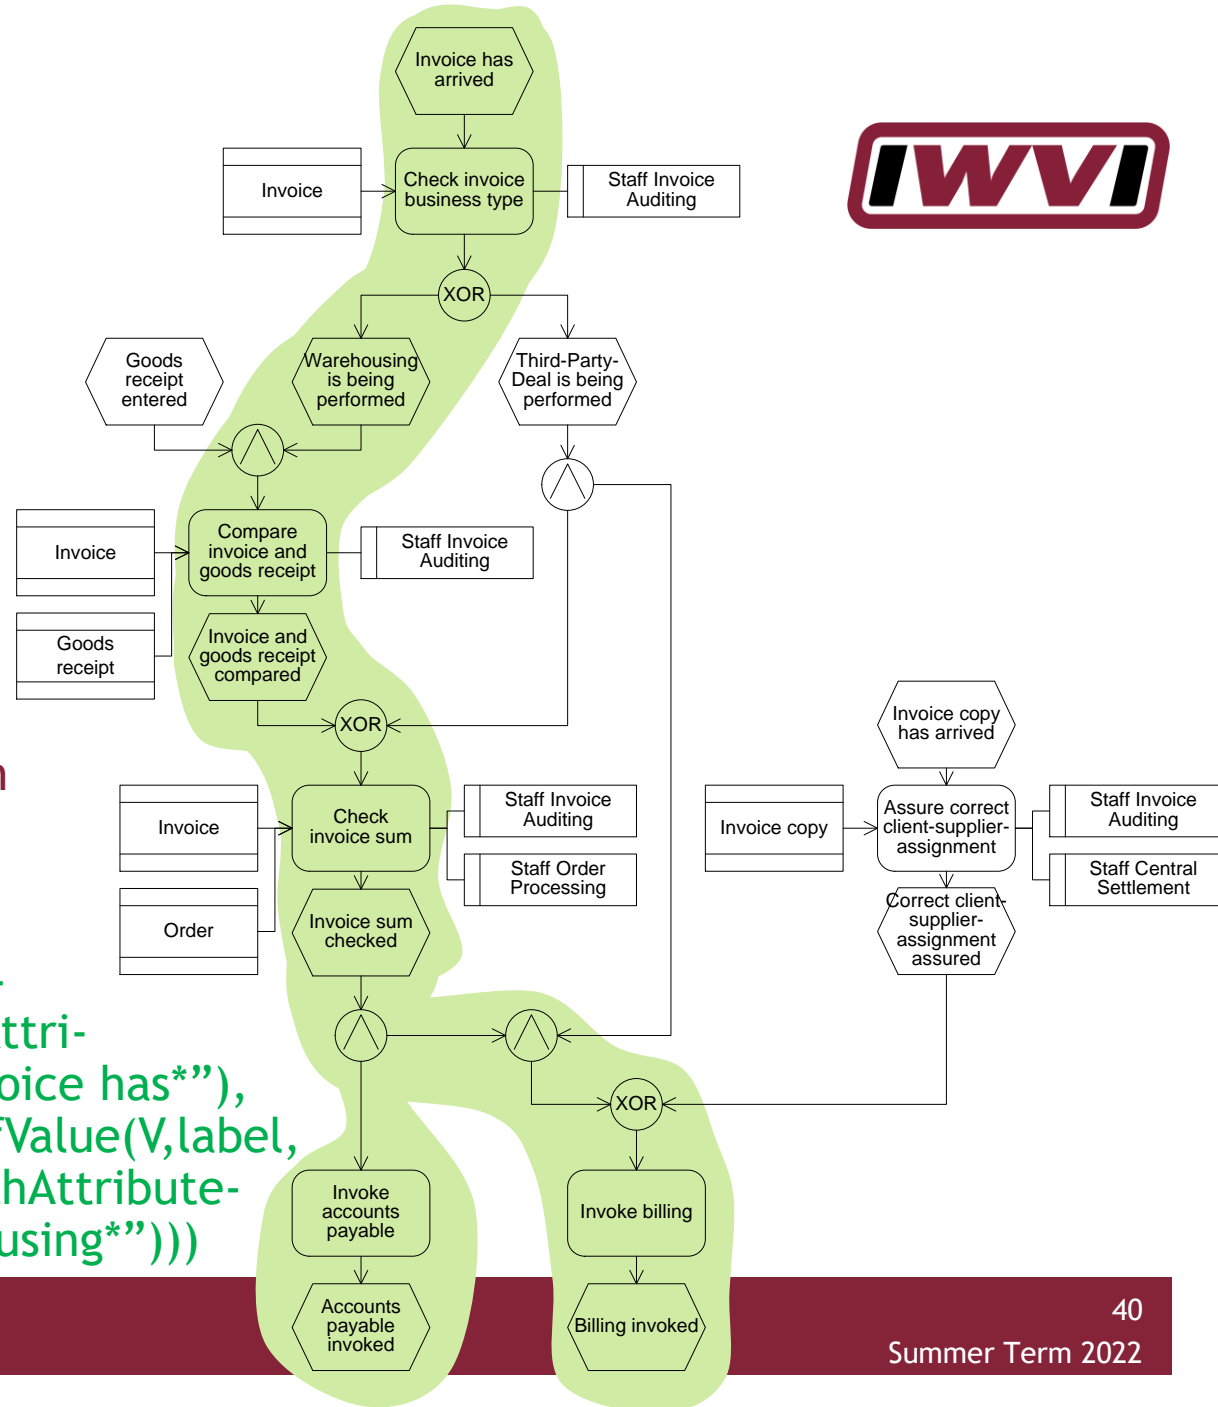 Invoice has
arrived
IWVI
Invoice
Check invoice
business type
Staff Invoice
Auditing
XOR
Goods
receipt
entered
Warehousing
is being
performed
Third-Party-
Deal is being
performed
Invoice
Compare
invoice and
goods receipt
Staff Invoice
Auditing
Goods
receipt
Invoice and
goods receipt
compared
XOR
Invoice copy
has arrived
Invoice
Check
invoice sum
Staff Invoice
Auditing
Staff Order
Processing
Invoice copy
Assure correct
client-supplier-
assignment
Staff Invoice
Auditing
Staff Central
Settlement
Order
Invoice sum
checked
Correct client-
supplier-
assignment
assured
ttri-
oice has*”),
fValue(V,label,
hAttribute-
using*”)))
XOR
Invoke
accounts
payable
Invoke billing
Accounts
payable
invoked
Billing invoked
40
Summer Term 2022